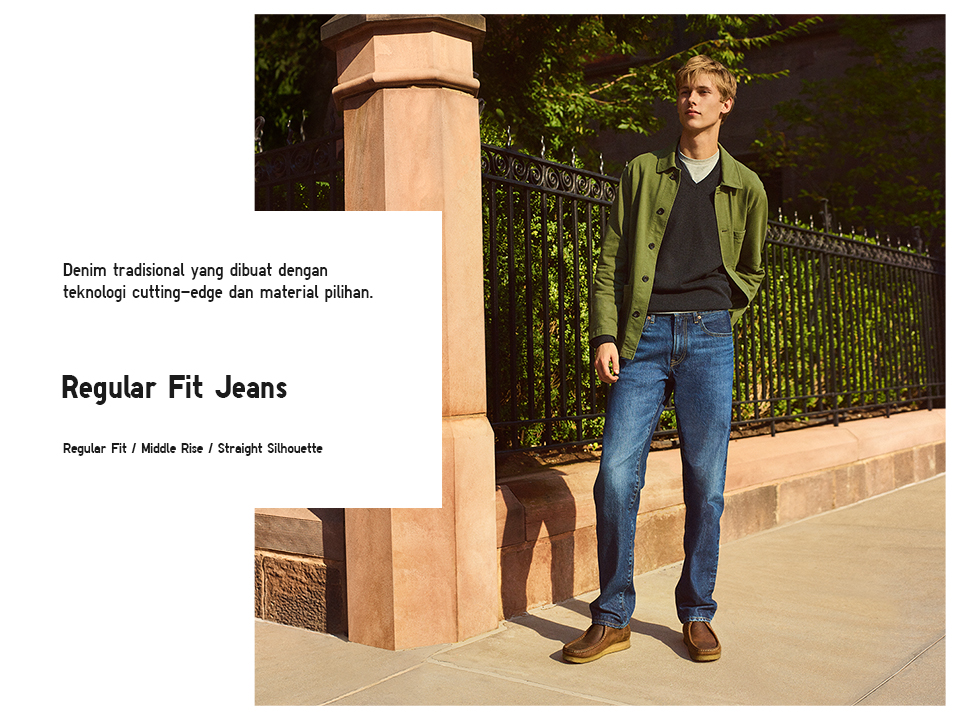 Denim tradisional yang dibuat dengan
teknologi cutting-edge dan material pilihan.
Regular Fit Jeans
Regular Fit / Middle Rise / Straight Silhouette